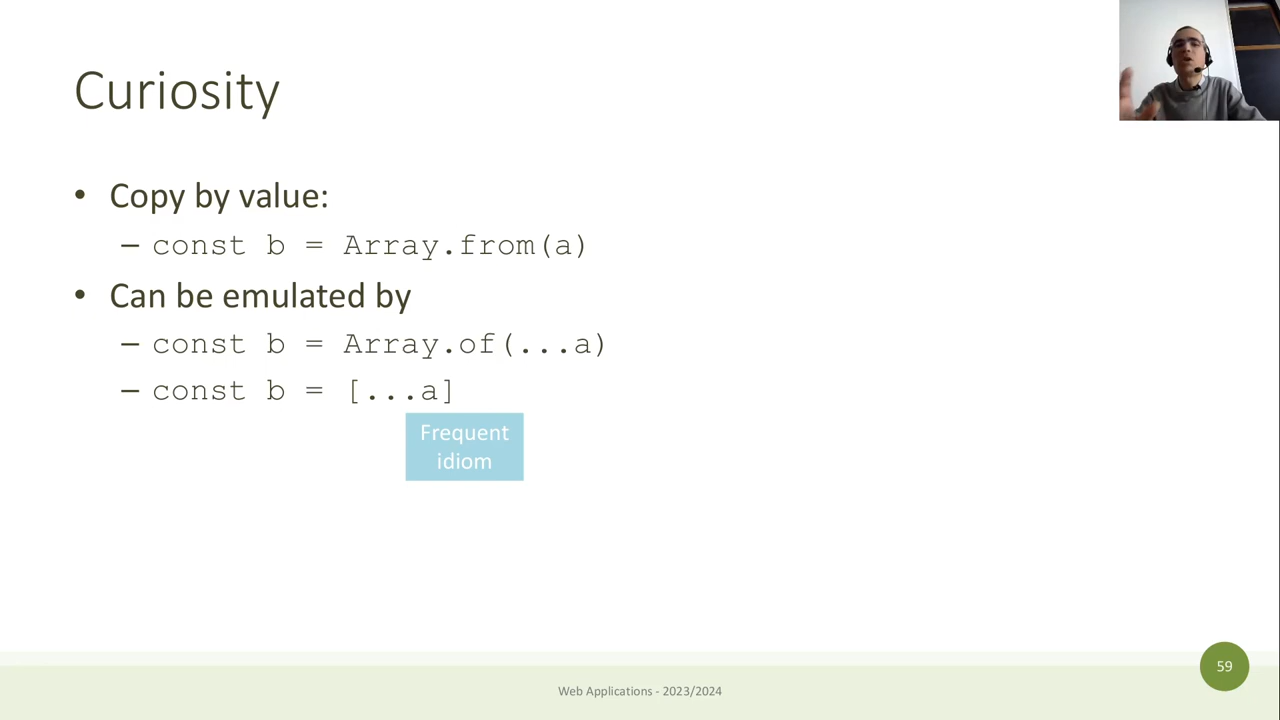 Curiosity
• Copy by value:
– const b = Array.from(a)
• Can be emulated by
– const b = Array.of(...a)
– const b = [...a]
Frequent
idiom
Web Applications - 2023/2024
59